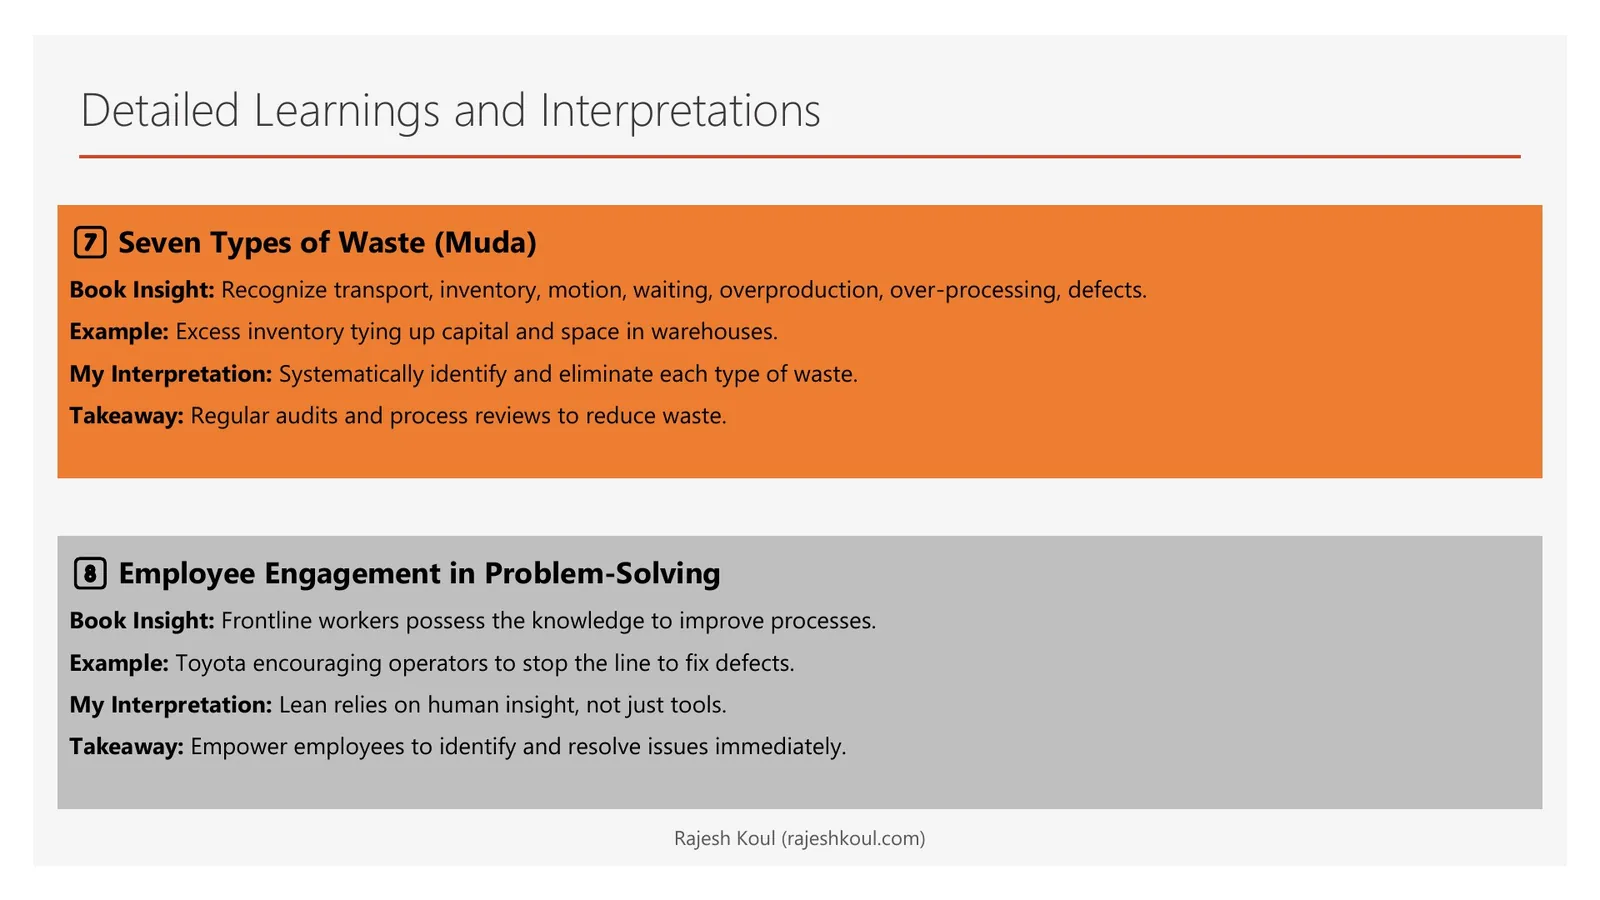 Detailed Learnings and Interpretations
7 Seven Types of Waste (Muda)
Book Insight: Recognize transport, inventory, motion, waiting, overproduction, over-processing, defects.
Example: Excess inventory tying up capital and space in warehouses.
My Interpretation: Systematically identify and eliminate each type of waste.
Takeaway: Regular audits and process reviews to reduce waste.
8 Employee Engagement in Problem-Solving
Book Insight: Frontline workers possess the knowledge to improve processes.
Example: Toyota encouraging operators to stop the line to fix defects.
My Interpretation: Lean relies on human insight, not just tools.
Takeaway: Empower employees to identify and resolve issues immediately.
Rajesh Koul (rajeshkoul.com)